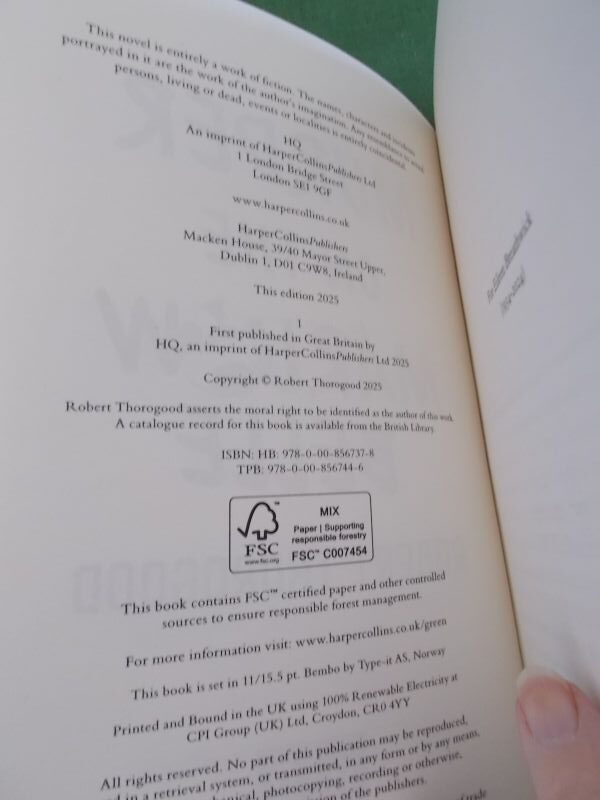 This novel is entirely a work of fiction. The names, characters and incidents
portrayed in it are the work of the author's imagination. Any resemblance to actual
persons, living or dead, events or localities is entirely coincidental.
HQ
An imprint of HarperCollinsPublishers Ltd
1 London Bridge Street
London SE1 9GF
www.harpercollins.co.uk
HarperCollinsPublishers
Macken House, 39/40 Mayor Street Upper,
Dublin 1, D01 C9W8, Ireland
This edition 2025
1
First published in Great Britain by
HQ, an imprint of HarperCollinsPublishers Ltd 2025
Copyright © Robert Thorogood 2025
Robert Thorogood asserts the moral right to be identified as the author of this work.
A catalogue record for this book is available from the British Library.
ISBN: HB: 978-0-00-856737-8
TPB: 978-0-00-856744-6
FSC™
www.fsc.org
MIX
Paper | Supporting
responsible forestry
FSC™ C007454
This book contains FSC™ certified paper and other controlled
sources to ensure responsible forest management.
For more information visit: www.harpercollins.co.uk/green
This book is set in 11/15.5 pt. Bembo by Type-it AS, Norway
Printed and Bound in the UK using 100% Renewable Electricity at
CPI Group (UK) Ltd, Croydon, CR0 4YY
All rights reserved. No part of this publication may be reproduced,
in a retrieval system, or transmitted, in any form or by any means,
photocopying, recording or otherwise,
of the publishers.
of trade